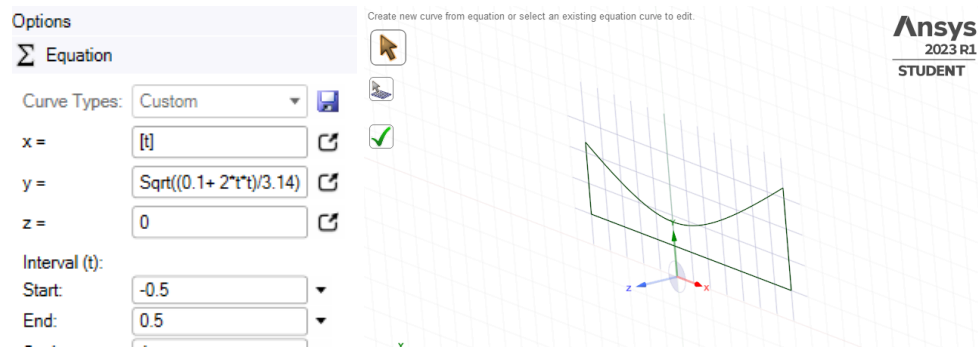 Options
Σ Equation
Curve Types: Custom
x = [t]
y = Sqrt((0.1+ 2*t*t)/3.14)
z = 0
Interval (t):
Start: -0.5
End: 0.5
Create new curve from equation or select an existing equation curve to edit.
Ansys
2023 R1
STUDENT
Y
z
x
Y